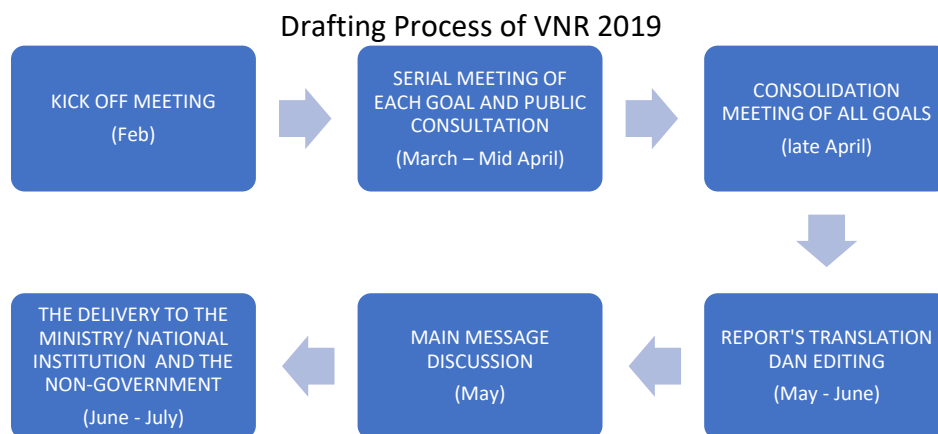 Drafting Process of VNR 2019
KICK OFF MEETING
(Feb)
SERIAL MEETING OF
EACH GOAL AND PUBLIC
CONSULTATION
(March – Mid April)
CONSOLIDATION
MEETING OF ALL GOALS
(late April)
REPORT'S TRANSLATION
DAN EDITING
(May - June)
MAIN MESSAGE
DISCUSSION
(May)
THE DELIVERY TO THE
MINISTRY/ NATIONAL
INSTITUTION AND THE
NON-GOVERNMENT
(June - July)